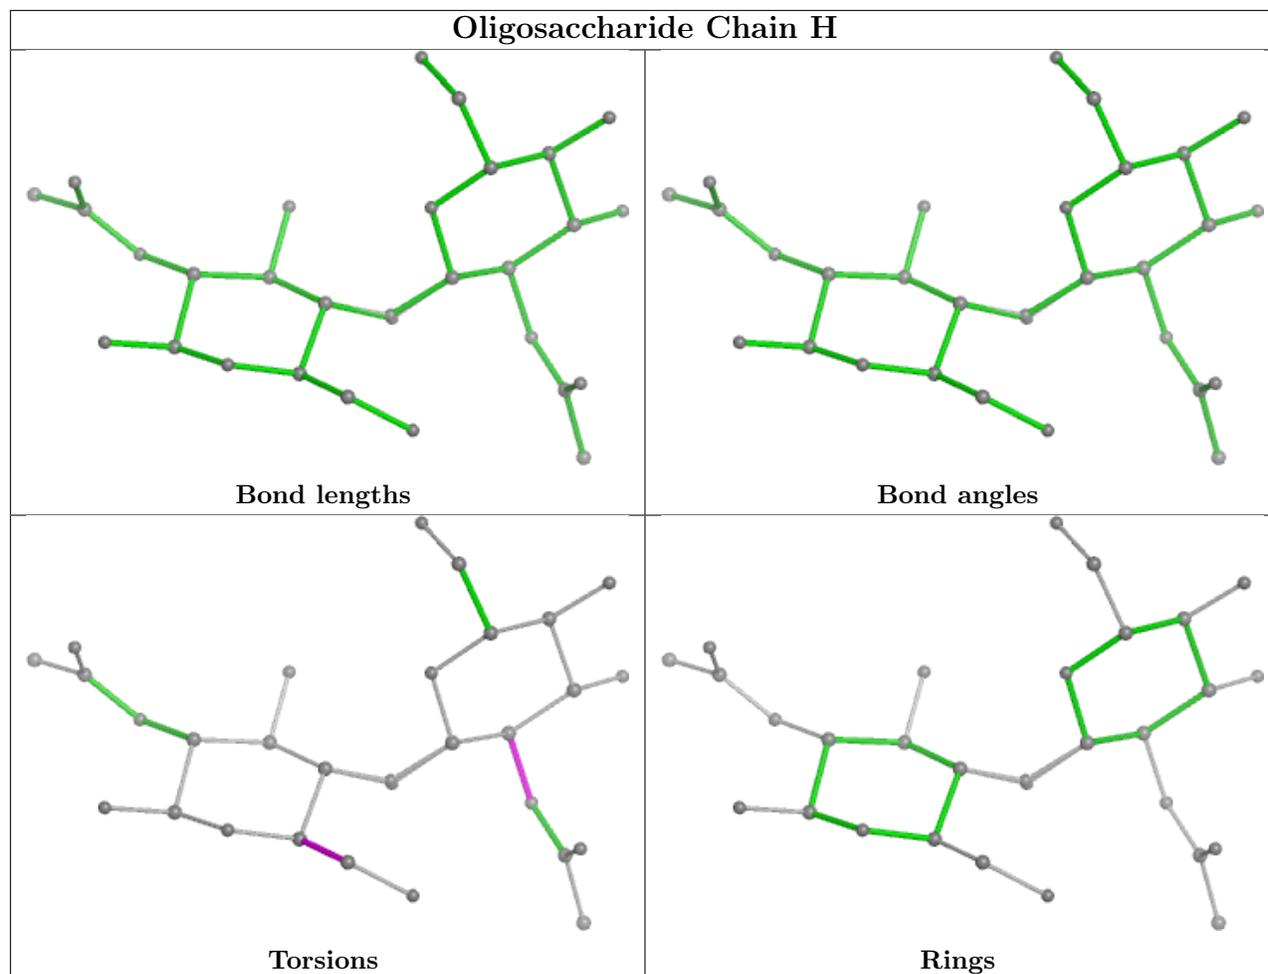 Oligosaccharide Chain H
Bond lengths
Bond angles
Torsions
Rings